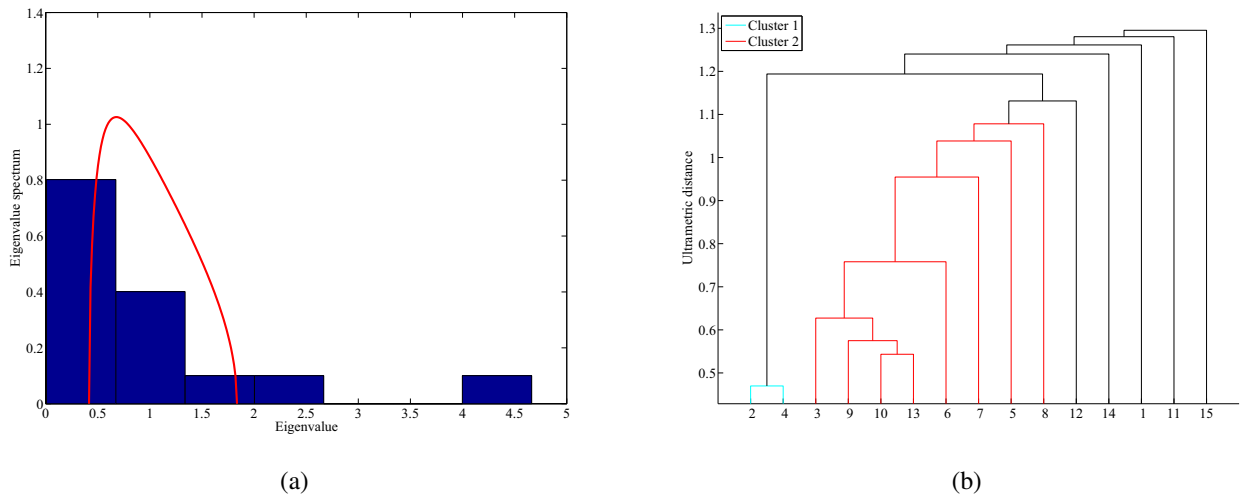 1.4
1.2
1
0.8
0.6
0.4
0.2
0
Eigenvalue spectrum
0 0.5 1 1.5 2 2.5 3 3.5 4 4.5 5
Eigenvalue
(a)
Cluster 1
Cluster 2
1.3
1.2
1.1
1
0.9
0.8
0.7
0.6
0.5
Ultrametric distance
2 4 3 9 10 13 6 7 5 8 12 14 1 11 15
(b)